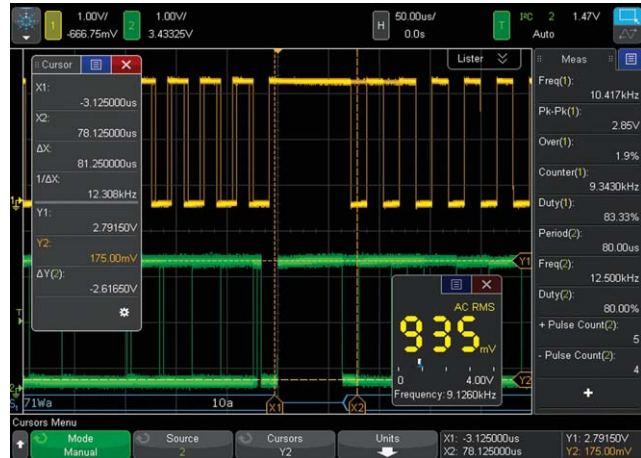 1 1.00V/ 2 1.00V/ H 50.00us/ T I²C 2 1.47V
-666.75mV 3.43325V 0.0s Auto
Lister
Cursor
X1:
-3.125000us
X2:
78.125000us
ΔX:
81.250000us
1/ΔX:
12.308kHz
Y1:
2.79150V
Y2:
175.00mV
ΔY(2):
-2.61650V
Meas
Freq(1):
10.417kHz
Pk-Pk(1):
2.85V
Over(1):
1.9%
Counter(1):
9.3430kHz
Duty(1):
83.33%
Period(2):
80.00us
Freq(2):
12.500kHz
Duty(2):
80.00%
+ Pulse Count(2):
5
- Pulse Count(2):
4
Y1
AC RMS
935 mV
0 4.00V
Frequency: 9.1260kHz
Y2
71Wa 10a
X1 X2
Cursors Menu
Mode Source Cursors Units X1: -3.125000us Y1: 2.79150V
Manual 2 Y2 X2: 78.125000us Y2: 175.00mV